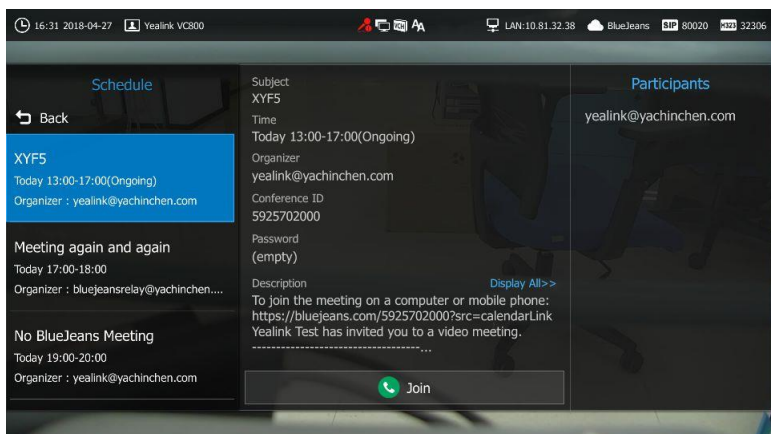 16:31 2018-04-27 Yealink VC800 VCH AA LAN:10.81.32.38 BlueJeans SIP 80020 H323 32306
Schedule
Back
XYF5
Today 13:00-17:00(Ongoing)
Organizer : yealink@yachinchen.com
Meeting again and again
Today 17:00-18:00
Organizer : bluejeansrelay@yachinchen....
No BlueJeans Meeting
Today 19:00-20:00
Organizer : yealink@yachinchen.com
Subject
XYF5
Time
Today 13:00-17:00(Ongoing)
Organizer
yealink@yachinchen.com
Conference ID
5925702000
Password
(empty)
Description Display All>>
To join the meeting on a computer or mobile phone:
https://bluejeans.com/5925702000?src=calendarLink
Yealink Test has invited you to a video meeting.
-----------------------------------...
Join
Participants
yealink@yachinchen.com